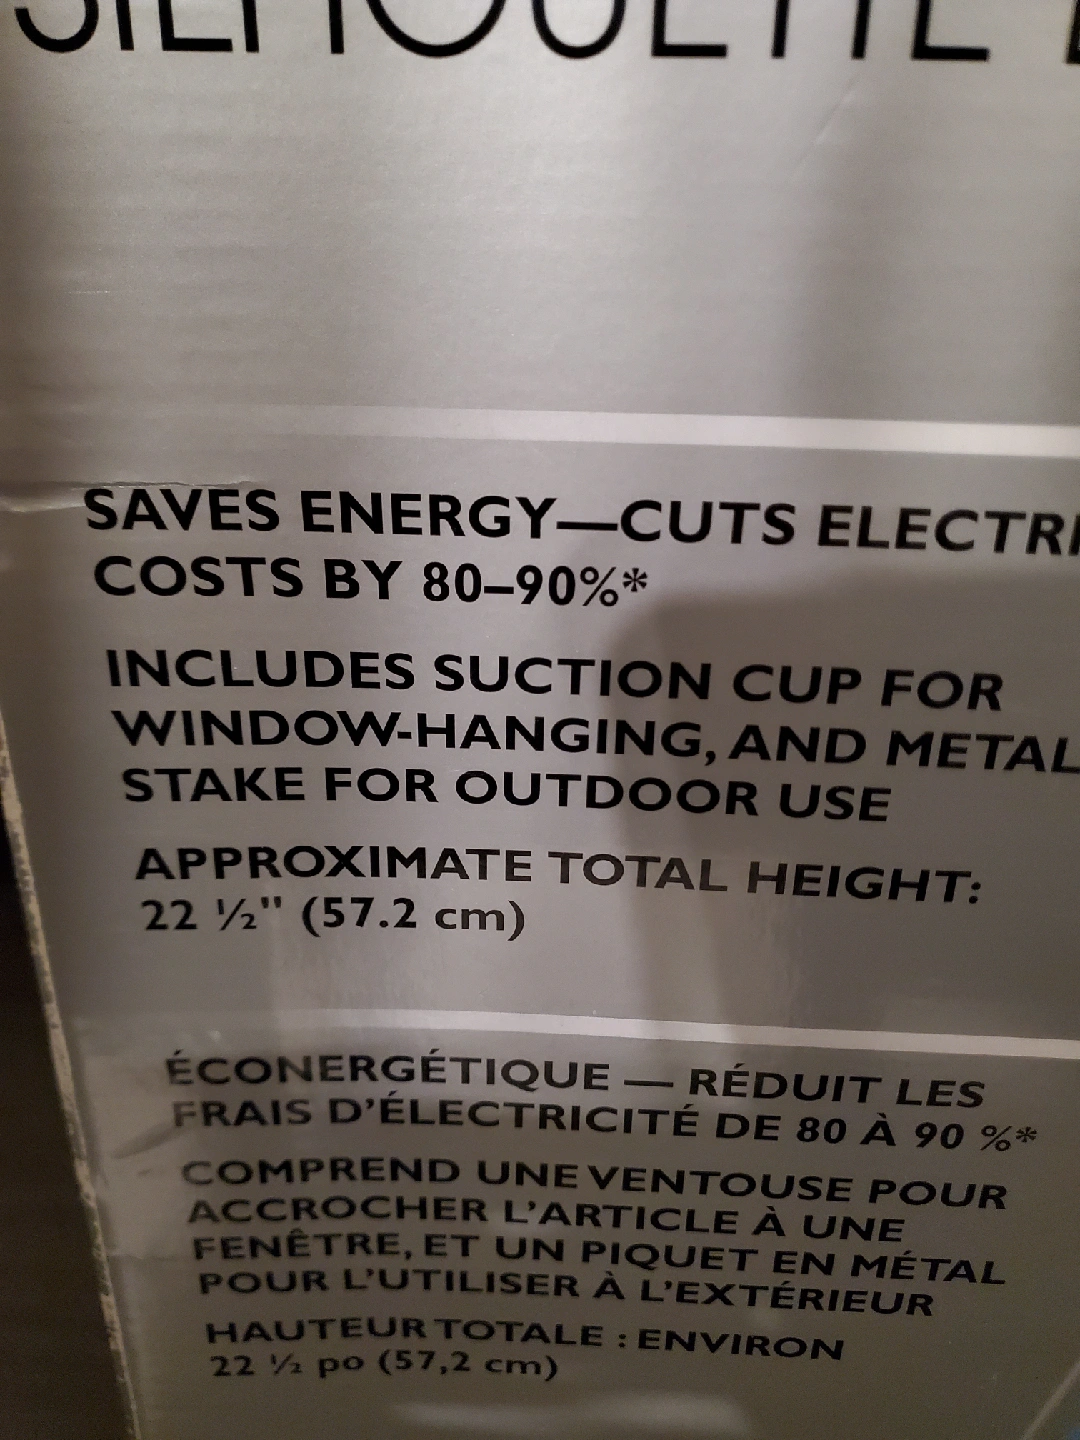 SILHOUETTE
SAVES ENERGY—CUTS
COSTS BY 80–90%*
INCLUDES SUCTION CUP FOR
WINDOW-HANGING, AND METAL
STAKE FOR OUTDOOR USE
APPROXIMATE TOTAL HEIGHT:
22 ½" (57.2 cm)
ÉCONERGÉTIQUE — RÉDUIT LES
FRAIS D'ÉLECTRICITÉ DE 80 À 90 %*
COMPREND UNE VENTOUSE POUR
ACCROCHER L'ARTICLE À UNE
FENÊTRE, ET UN PIQUET EN MÉTAL
POUR L'UTILISER À L'EXTÉRIEUR
HAUTEUR TOTALE : ENVIRON
22 ½ po (57,2 cm)